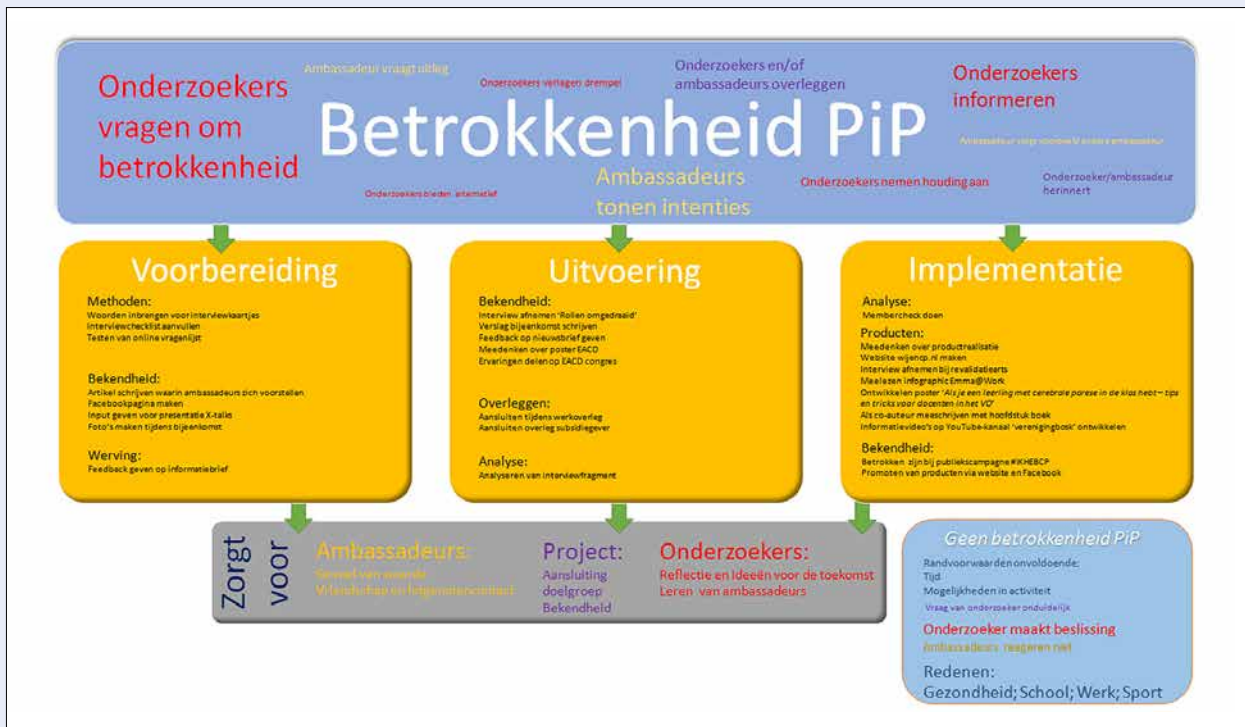 Onderzoekers
vragen om
betrokkenheid
Ambassadeur vraagt uitleg
Onderzoekers verlagen drempel
Onderzoekers en/of
ambassadeurs overleggen
Onderzoekers
informeren
Betrokkenheid PiP
Onderzoekers bieden alternatief
Ambassadeurs
tonen intenties
Onderzoekers nemen houding aan
Onderzoeker/ambassadeur
herinnert
Voorbereiding
Methoden:
Woorden inbrengen voor interviewkaartjes
Interviewchecklist aanvullen
Testen van online vragenlijst
Bekendheid:
Artikel schrijven waarin ambassadeurs zich voorstellen
Facebookpagina maken
Input geven voor presentatie X-talks
Foto's maken tijdens bijeenkomst
Werving:
Feedback geven op informatiebrief
Uitvoering
Bekendheid:
Interview afnemen 'Rollen omgedraaid'
Verslag bijeenkomst schrijven
Feedback op nieuwsbrief geven
Meedenken over poster EACD
Ervaringen delen op EACD congres
Overleggen:
Aansluiten tijdens werkoverleg
Aansluiten overleg subsidiegever
Analyse:
Analyseren van interviewfragment
Implementatie
Analyse:
Membercheck doen
Producten:
Meedenken over productrealisatie
Website wijencp.nl maken
Interview afnemen bij revalidatiearts
Meelezen infographic Emma@Work
Ontwikkelen poster 'Als je een leerling met cerebrale parese in de klas hebt – tips
en tricks voor docenten in het VO'
Als co-auteur meeschrijven met hoofdstuk boek
Informatievideo's op YouTube-kanaal 'verenigingbosk' ontwikkelen
Bekendheid:
Betrokken zijn bij publiekscampagne #IKHEBCP
Promoten van producten via website en Facebook
Zorgt
voor
Ambassadeurs:
Gevoel van waarde
Vriendschap en lotgenotencontact
Project:
Aansluiting
doelgroep
Bekendheid
Onderzoekers:
Reflectie en ideeën voor de toekomst
Leren van ambassadeurs
Geen betrokkenheid PiP
Randvoorwaarden onvoldoende:
Tijd
Mogelijkheden in activiteit
Vraag van onderzoeker onduidelijk
Onderzoeker maakt beslissing
Ambassadeurs reageren niet
Redenen:
Gezondheid; School; Werk; Sport